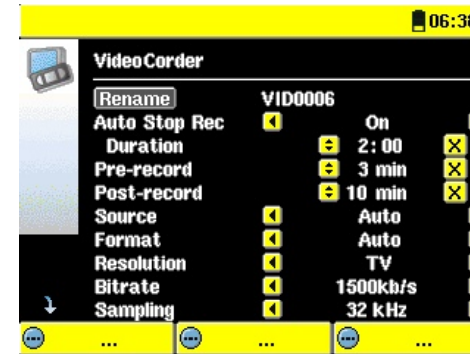 06:38
VideoCorder
Rename VID0006
Auto Stop Rec On
Duration 2:00 X
Pre-record 3 min X
Post-record 10 min X
Source Auto
Format Auto
Resolution TV
Bitrate 1500kb/s
Sampling 32 kHz
... ... ...